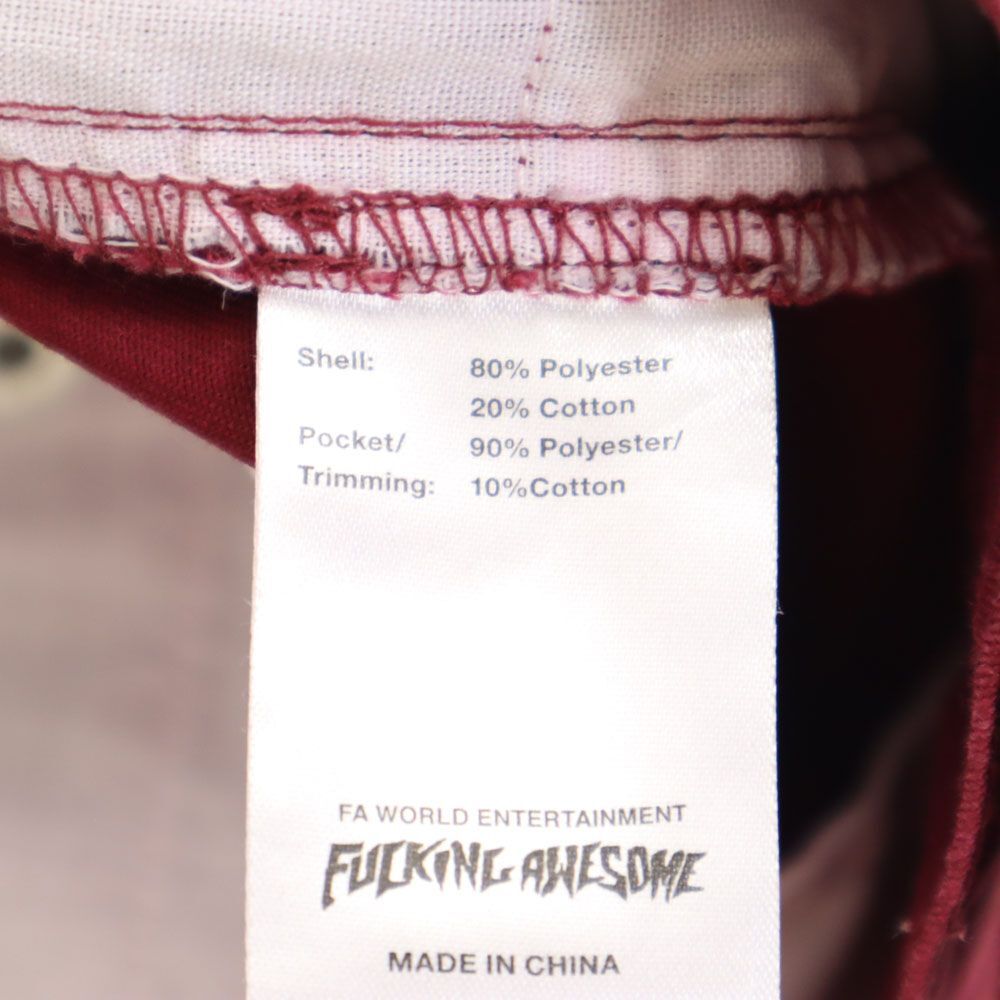 Shell: 80% Polyester
20% Cotton
Pocket/ 90% Polyester/
Trimming: 10%Cotton
FA WORLD ENTERTAINMENT
FUCKING AWESOME
MADE IN CHINA